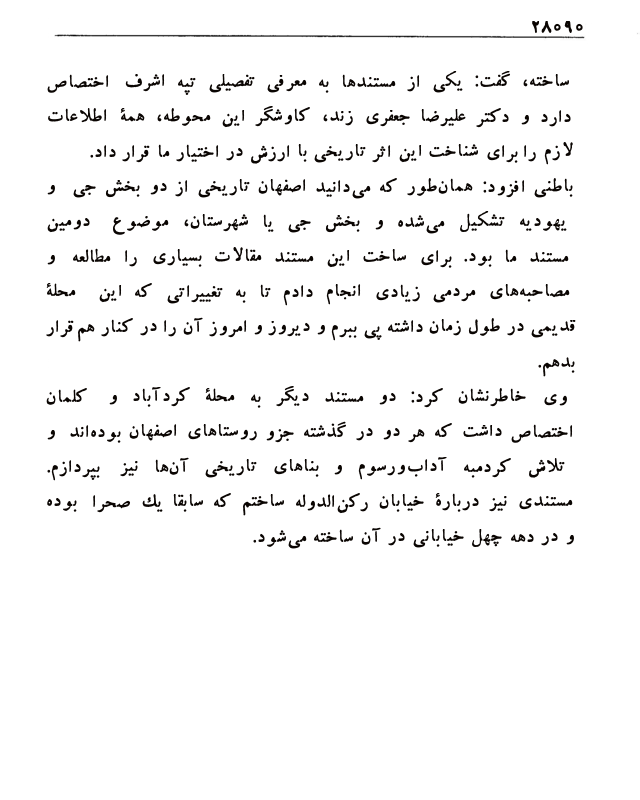 ۲۸۰۹۰
ساخته، گفت: یکی از مستندها به معرفی تفصیلی تپه اشرف اختصاص
دارد و دکتر علیرضا جعفری زند، کاوشگر این محوطه، همهٔ اطلاعات
لازم را برای شناخت این اثر تاریخی با ارزش در اختیار ما قرار داد.
باطنی افزود: همان‌طور که می‌دانید اصفهان تاریخی از دو بخش جی و
یهودیه تشکیل می‌شده و بخش جی یا شهرستان، موضوع دومین
مستند ما بود. برای ساخت این مستند مقالات بسیاری را مطالعه و
مصاحبه‌های مردمی زیادی انجام دادم تا به تغییراتی که این محلهٔ
قدیمی در طول زمان داشته پی ببرم و دیروز و امروز آن را در کنار هم قرار
بدهم.
وی خاطرنشان کرد: دو مستند دیگر به محلهٔ کردآباد و کلمان
اختصاص داشت که هر دو در گذشته جزو روستاهای اصفهان بوده‌اند و
تلاش کردمبه آداب‌ورسوم و بناهای تاریخی آن‌ها نیز بپردازم.
مستندی نیز دربارهٔ خیابان رکن‌الدوله ساختم که سابقا یك صحرا بوده
و در دهه چهل خیابانی در آن ساخته می‌شود.